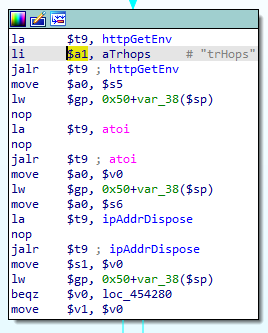 la $t9, httpGetEnv
li $a1, aTrhops # "trHops"
jalr $t9 ; httpGetEnv
move $a0, $s5
lw $gp, 0x50+var_38($sp)
nop
la $t9, atoi
nop
jalr $t9 ; atoi
move $a0, $v0
lw $gp, 0x50+var_38($sp)
move $a0, $s6
la $t9, ipAddrDispose
nop
jalr $t9 ; ipAddrDispose
move $s1, $v0
lw $gp, 0x50+var_38($sp)
beqz $v0, loc_454280
move $v1, $v0